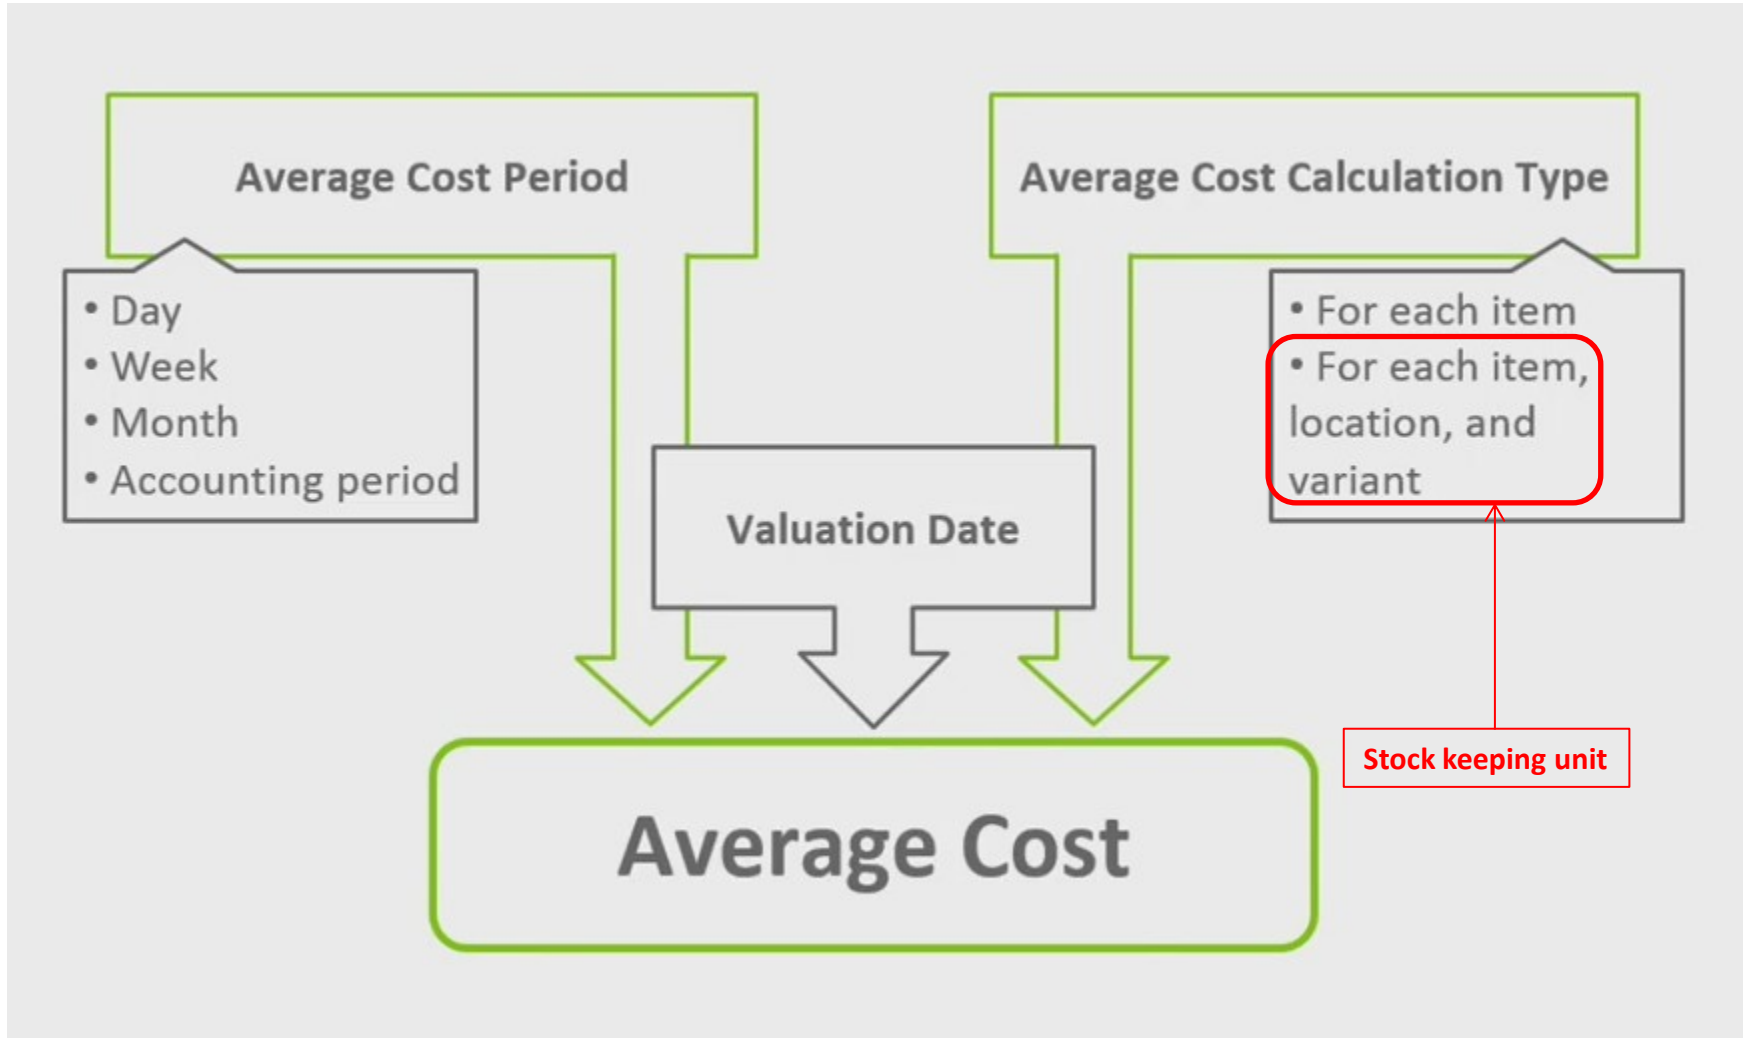 Average Cost Period
• Day
• Week
• Month
• Accounting period
Average Cost Calculation Type
• For each item
• For each item,
location, and
variant
Valuation Date
Stock keeping unit
Average Cost